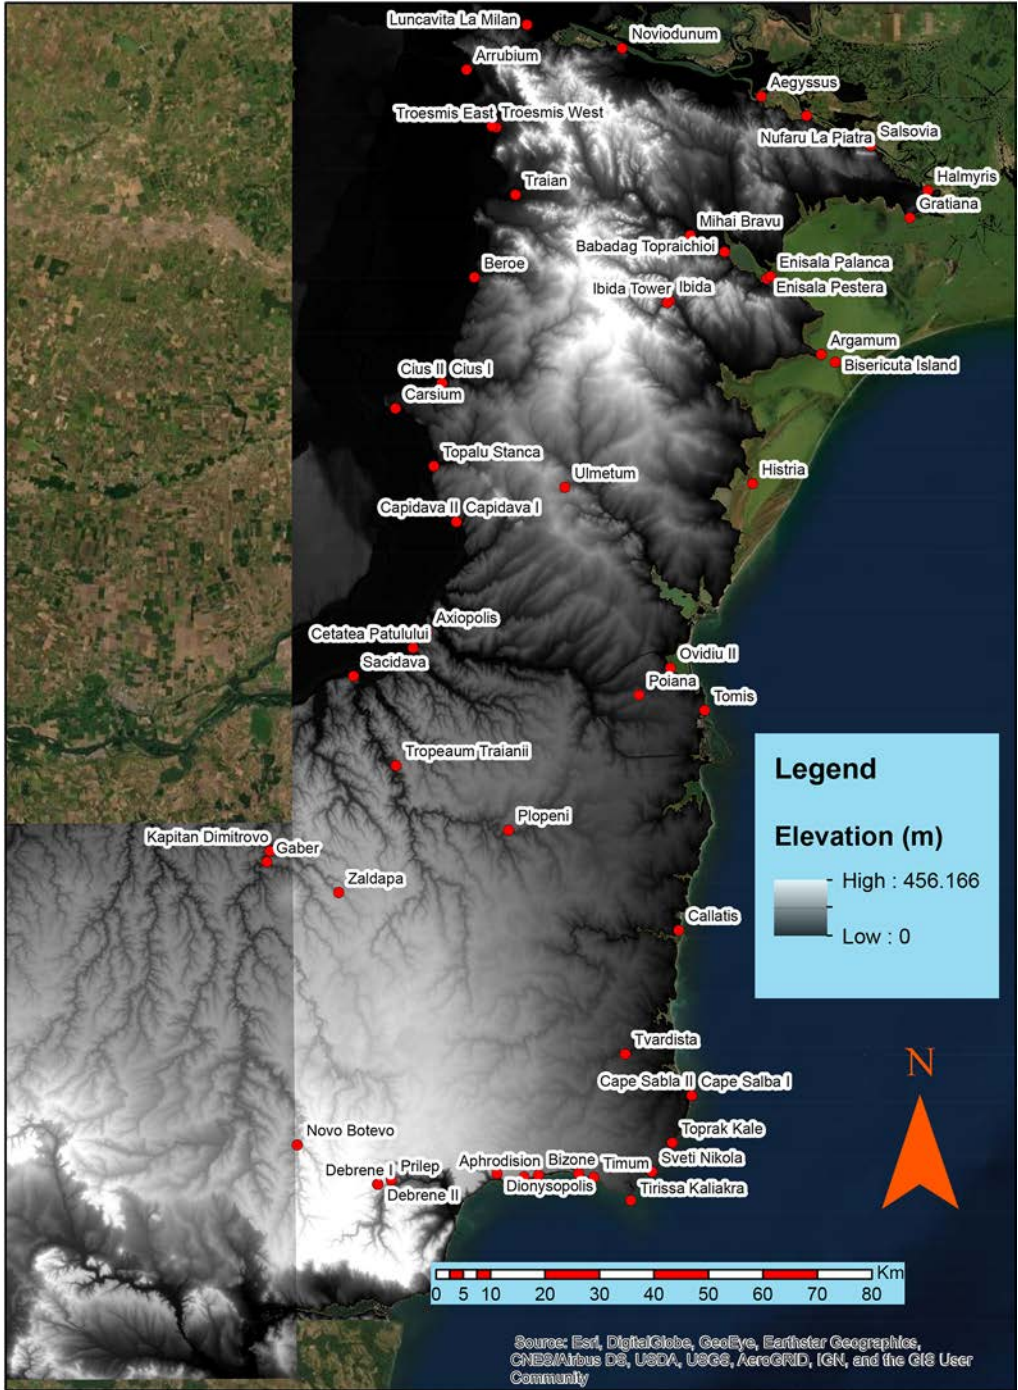 Luncavita La Milan
Noviodunum
Arrubium
Aegyssus
Troesmis East
Troesmis West
Nufaru La Piatra
Salsovia
Traian
Halmyris
Gratiana
Mihai Bravu
Babadag Topraichioi
Beroe
Enisala Palanca
Ibida Tower
Ibida
Enisala Pestera
Argamum
Bisericuta Island
Cius II
Cius I
Carsium
Topalu Stanca
Ulmetum
Histria
Capidava II
Capidava I
Axiopolis
Cetatea Patulului
Sacidava
Ovidiu II
Poiana
Tomis
Tropeaum Traianii
Plopeni
Kapitan Dimitrovo
Gaber
Zaldapa
Callatis
Legend
Elevation (m)
High : 456.166
Low : 0
Tvardista
Cape Sabla II
Cape Salba I
N
Novo Botevo
Toprak Kale
Sveti Nikola
Debrene I
Prilep
Debrene II
Aphrodision
Bizone
Timum
Dionysopolis
Tirissa Kaliakra
Km
0 5 10 20 30 40 50 60 70 80
Source: Esri, DigitalGlobe, GeoEye, Earthstar Geographics,
CNES/Airbus DS, USDA, USGS, AeroGRID, IGN, and the GIS User
Community